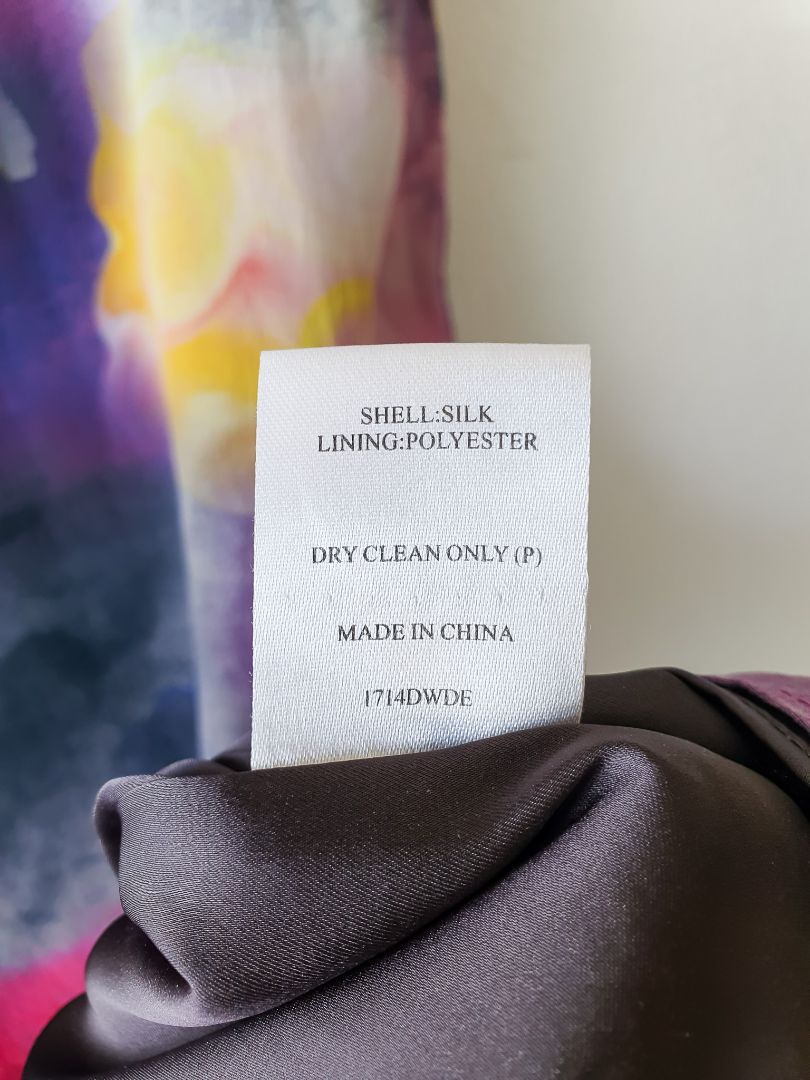 SHELL:SILK
LINING:POLYESTER
DRY CLEAN ONLY (P)
MADE IN CHINA
1714DWDE